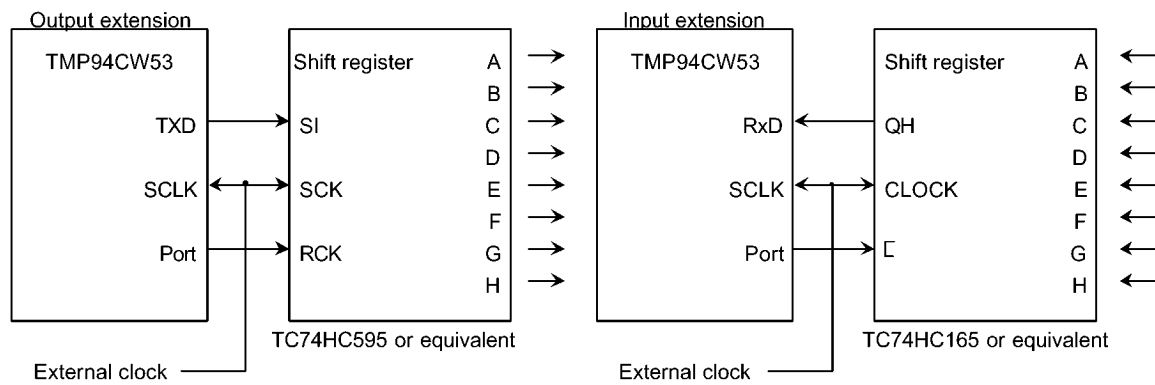 Output extension
TMP94CW53
TXD
SCLK
Port
Shift register
SI
SCK
RCK
A
B
C
D
E
F
G
H
TC74HC595 or equivalent
External clock
Input extension
TMP94CW53
RxD
SCLK
Port
Shift register
QH
CLOCK
A
B
C
D
E
F
G
H
TC74HC165 or equivalent
External clock